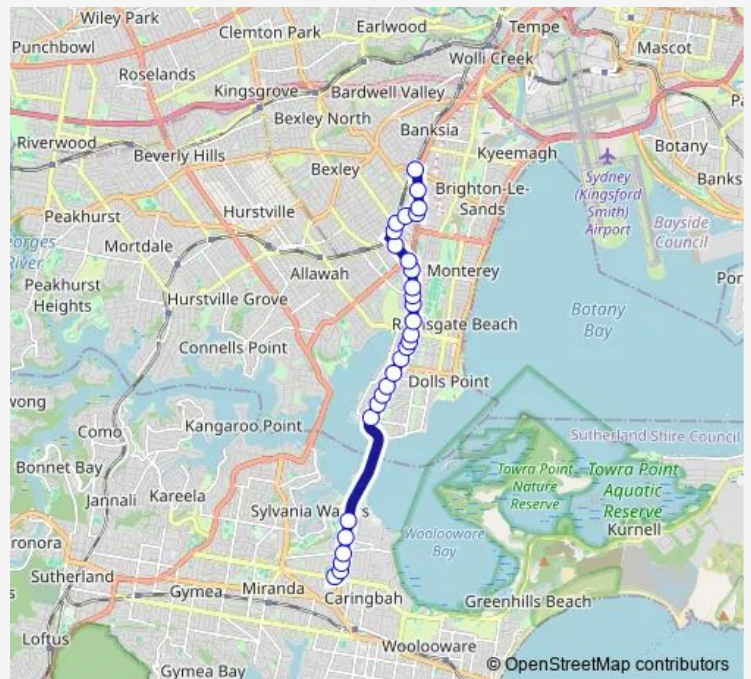 Wiley Park
Clemton Park
Earlwood
Tempe
Punchbowl
Mascot
Wolli Creek
Roselands
Kingsgrove
Bardwell Valley
Bexley North
Banksia
Riverwood
Beverly Hills
Kyeemagh
Botany
Bexley
Sydney
(Kingsford
Smith)
Airport
Banks
Brighton-Le-
Sands
Hurstville
Peakhurst
Bayside
Council
Mortdale
Allawah
Monterey
Peakhurst
Heights
Hurstville Grove
Botany
Bay
Connells Point
Dolls Point
Como
Kangaroo Point
Sutherland Shire Council
Bonnet Bay
Towra Point
Nature
Reserve
Towra Point
Aquatic
Reserve
Jannali
Kareela
Kurnell
Woolooware
Bay
Sutherland
Gymea
Miranda
Caringbah
Greenhills Beach
Loftus
Woolooware
Gymea Bay
© OpenStreetMap contributors